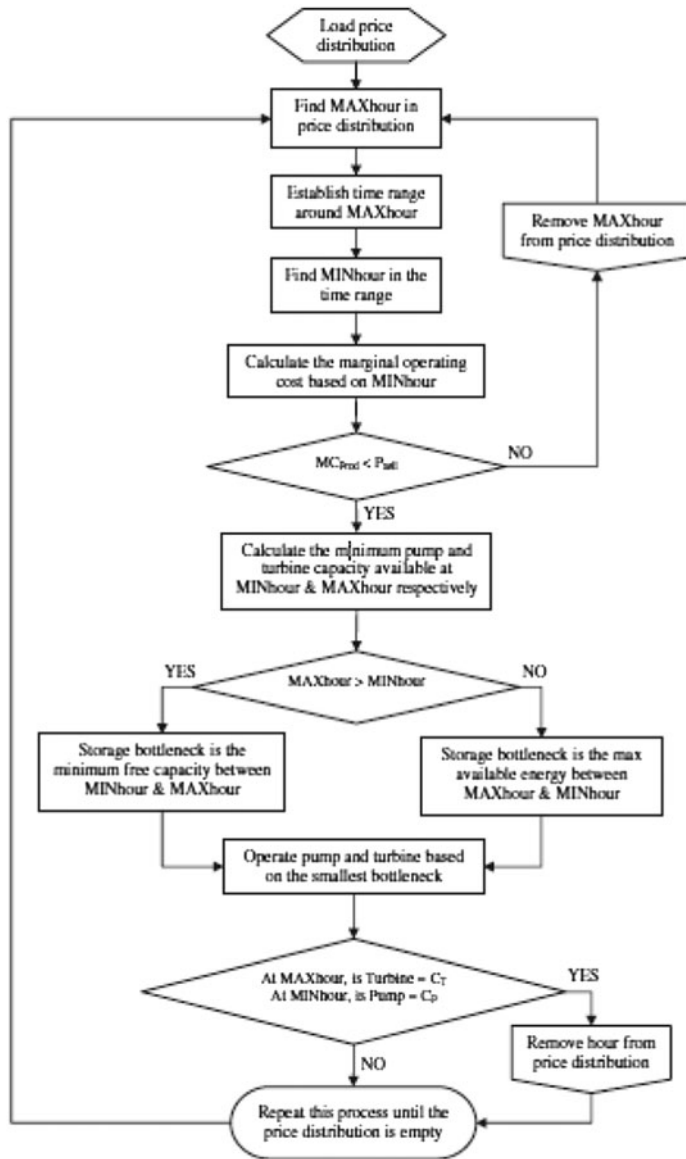 Load price
distribution
Find MAXhour in
price distribution
Establish time range
around MAXhour
Remove MAXhour
from price distribution
Find MINhour in the
time range
Calculate the marginal operating
cost based on MINhour
MCProd < Psell
NO
YES
Calculate the minimum pump and
turbine capacity available at
MINhour & MAXhour respectively
YES
MAXhour > MINhour
NO
Storage bottleneck is the
minimum free capacity between
MINhour & MAXhour
Storage bottleneck is the max
available energy between
MAXhour & MINhour
Operate pump and turbine based
on the smallest bottleneck
At MAXhour, is Turbine = CT
At MINhour, is Pump = CP
YES
Remove hour from
price distribution
NO
Repeat this process until the
price distribution is empty